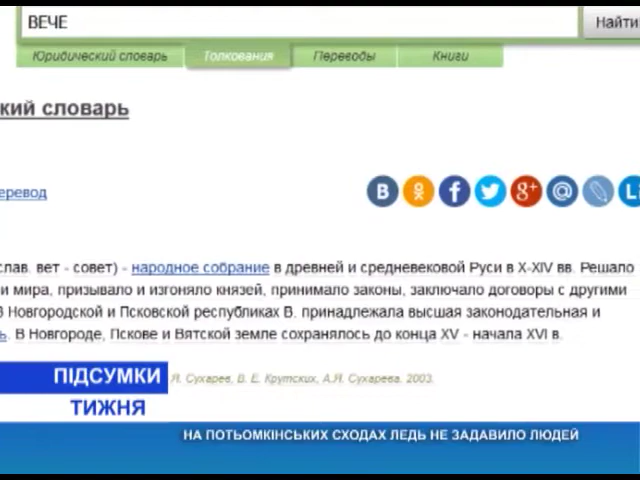 ВЕЧЕ
Найти
Юридический словарь Толкования Переводы Книги
кий словарь
еревод
В f g+ @ Li
слав. вет - совет) - народное собрание в древней и средневековой Руси в X-XIV вв. Решало
и мира, призывало и изгоняло князей, принимало законы, заключало договоры с другими
В Новгородской и Псковской республиках В. принадлежала высшая законодательная и
ь. В Новгороде, Пскове и Вятской земле сохранялось до конца XV - начала XVI в.
Я. Сухарев, В. Е. Крутских, А.Я. Сухарева. 2003.
ПІДСУМКИ
ТИЖНЯ
НА ПОТЬОМКІНСЬКИХ СХОДАХ ЛЕДЬ НЕ ЗАДАВИЛО ЛЮДЕЙ